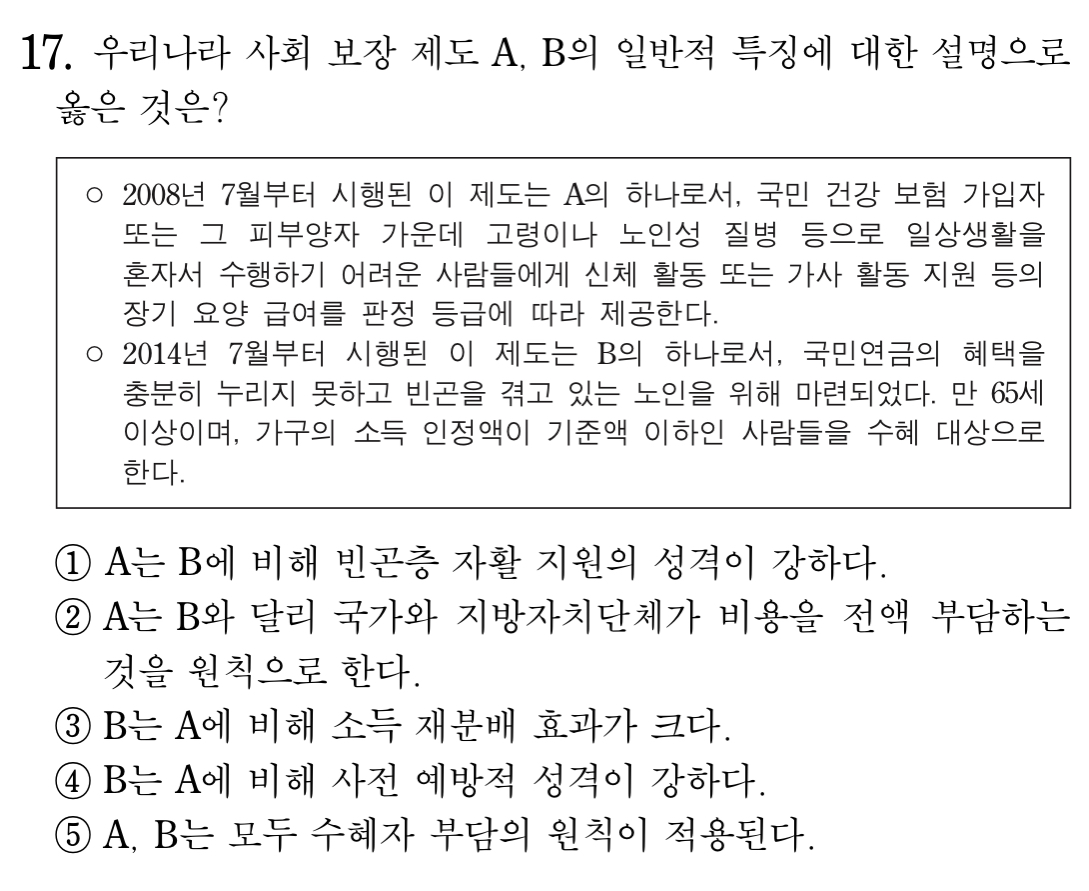 17. 우리나라 사회 보장 제도 A, B의 일반적 특징에 대한 설명으로
옳은 것은?
○ 2008년 7월부터 시행된 이 제도는 A의 하나로서, 국민 건강 보험 가입자
또는 그 피부양자 가운데 고령이나 노인성 질병 등으로 일상생활을
혼자서 수행하기 어려운 사람들에게 신체 활동 또는 가사 활동 지원 등의
장기 요양 급여를 판정 등급에 따라 제공한다.
○ 2014년 7월부터 시행된 이 제도는 B의 하나로서, 국민연금의 혜택을
충분히 누리지 못하고 빈곤을 겪고 있는 노인을 위해 마련되었다. 만 65세
이상이며, 가구의 소득 인정액이 기준액 이하인 사람들을 수혜 대상으로
한다.
① A는 B에 비해 빈곤층 자활 지원의 성격이 강하다.
② A는 B와 달리 국가와 지방자치단체가 비용을 전액 부담하는
것을 원칙으로 한다.
③ B는 A에 비해 소득 재분배 효과가 크다.
④ B는 A에 비해 사전 예방적 성격이 강하다.
⑤ A, B는 모두 수혜자 부담의 원칙이 적용된다.